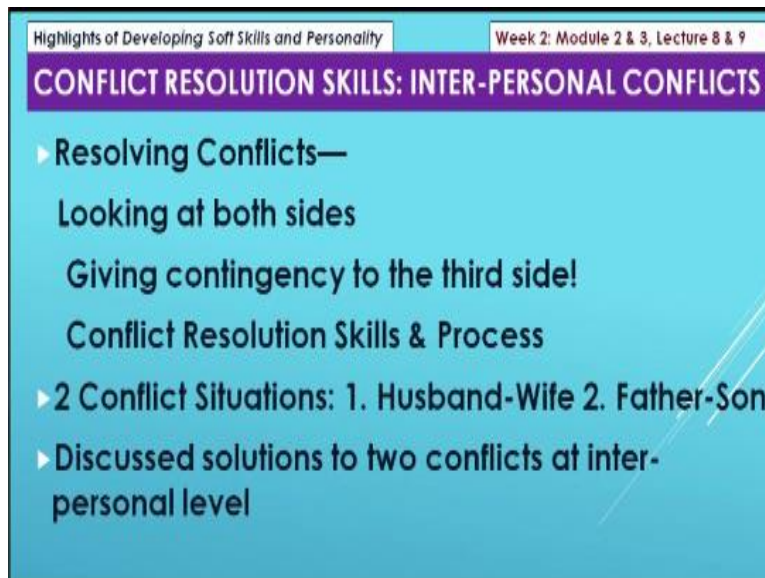 Highlights of Developing Soft Skills and Personality
Week 2: Module 2 & 3, Lecture 8 & 9
CONFLICT RESOLUTION SKILLS: INTER-PERSONAL CONFLICTS
Resolving Conflicts—
Looking at both sides
Giving contingency to the third side!
Conflict Resolution Skills & Process
2 Conflict Situations: 1. Husband-Wife 2. Father-Son
Discussed solutions to two conflicts at inter-
personal level